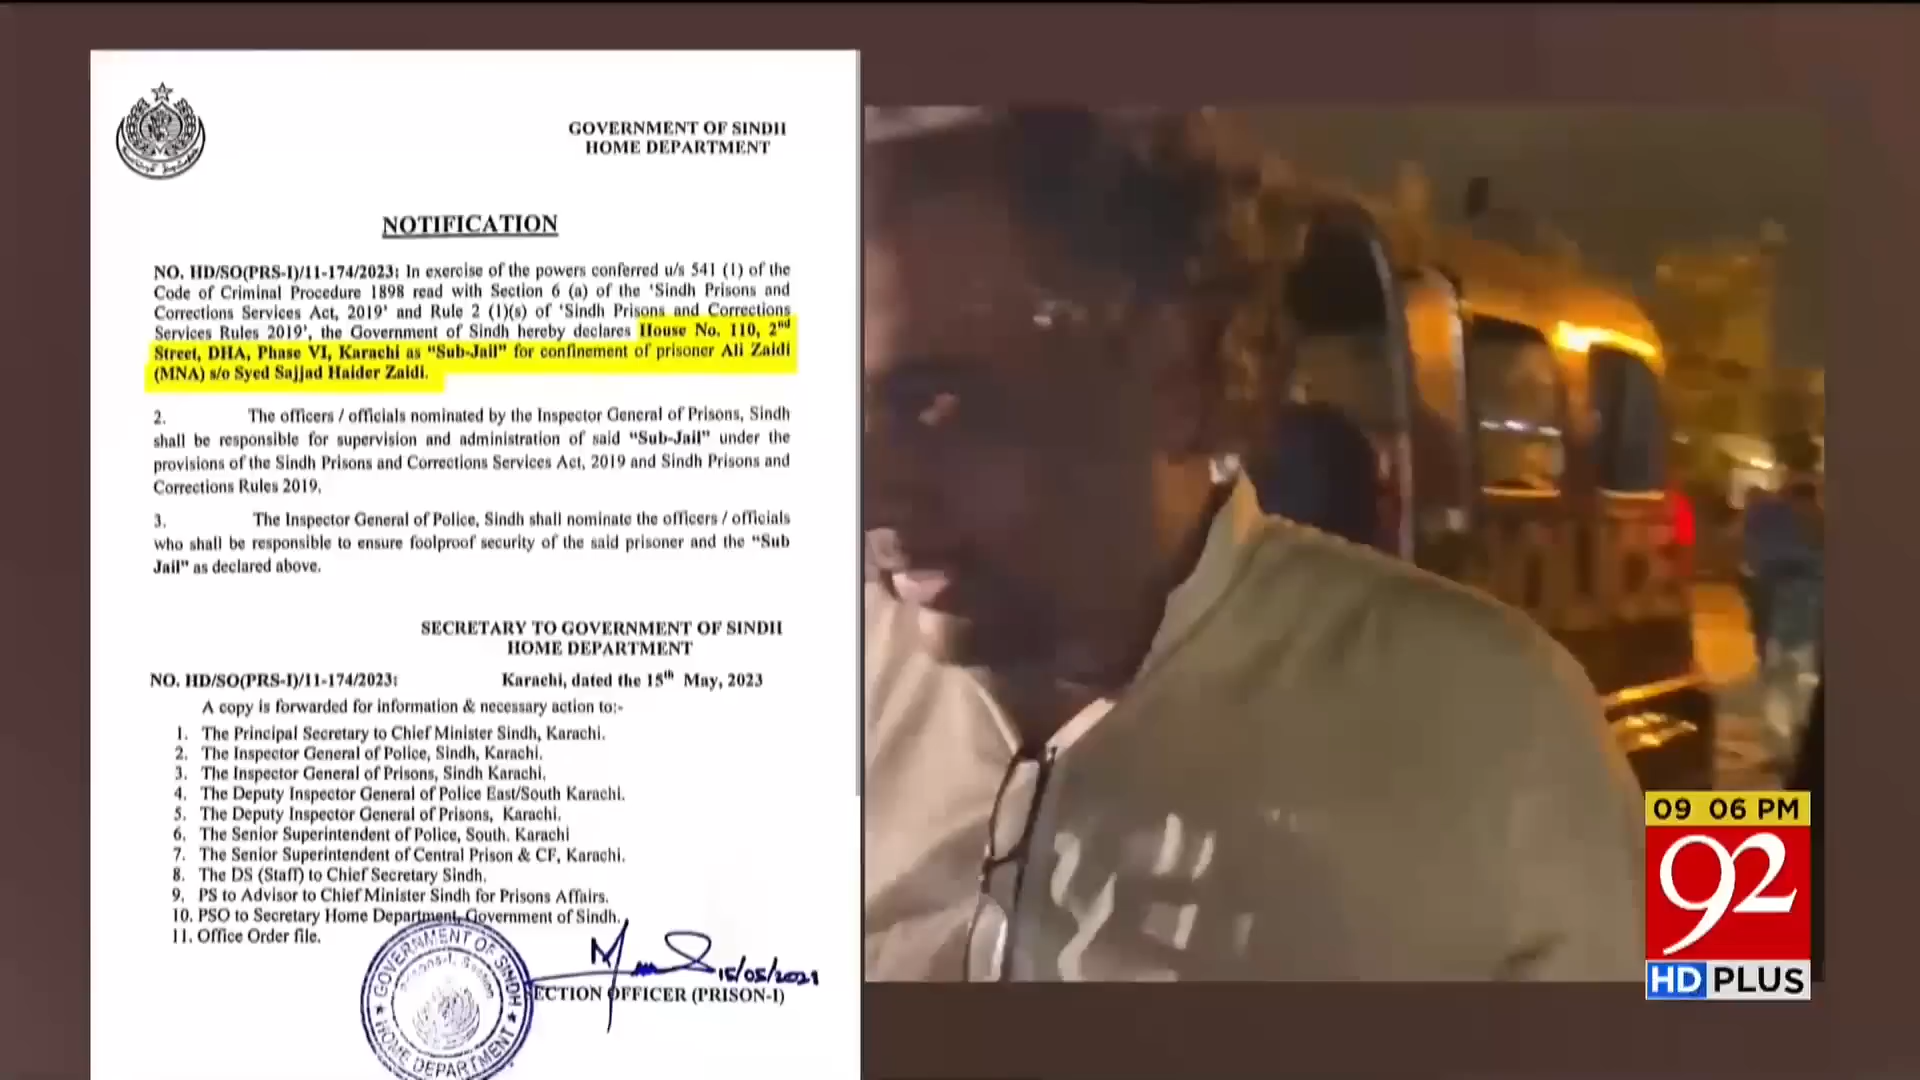 GOVERNMENT OF SINDH
HOME DEPARTMENT
NOTIFICATION
NO. HD/SO(PRS-I)/11-174/2023: In exercise of the powers conferred u/s 541 (1) of the
Code of Criminal Procedure 1898 read with Section 6 (a) of the ‘Sindh Prisons and
Corrections Services Act, 2019’ and Rule 2 (1)(s) of ‘Sindh Prisons and Corrections
Services Rules 2019’, the Government of Sindh hereby declares House No. 110, 2nd
Street, DHA, Phase VI, Karachi as “Sub-Jail” for confinement of prisoner Ali Zaidi
(MNA) s/o Syed Sajjad Haider Zaidi.
2. The officers / officials nominated by the Inspector General of Prisons, Sindh
shall be responsible for supervision and administration of said “Sub-Jail” under the
provisions of the Sindh Prisons and Corrections Services Act, 2019 and Sindh Prisons and
Corrections Rules 2019.
3. The Inspector General of Police, Sindh shall nominate the officers / officials
who shall be responsible to ensure foolproof security of the said prisoner and the “Sub
Jail” as declared above.
SECRETARY TO GOVERNMENT OF SINDH
HOME DEPARTMENT
NO. HD/SO(PRS-I)/11-174/2023: Karachi, dated the 15th May, 2023
A copy is forwarded for information & necessary action to:-
1. The Principal Secretary to Chief Minister Sindh, Karachi.
2. The Inspector General of Police, Sindh, Karachi.
3. The Inspector General of Prisons, Sindh Karachi.
4. The Deputy Inspector General of Police East/South Karachi.
5. The Deputy Inspector General of Prisons, Karachi.
6. The Senior Superintendent of Police, South. Karachi
7. The Senior Superintendent of Central Prison & CF, Karachi.
8. The DS (Staff) to Chief Secretary Sindh.
9. PS to Advisor to Chief Minister Sindh for Prisons Affairs.
10. PSO to Secretary Home Department, Government of Sindh.
11. Office Order file.
GOVERNMENT OF SINDH
HOME DEPARTMENT
15/05/2023
ECTION OFFICER (PRISON-I)
09 06 PM
92
HD PLUS